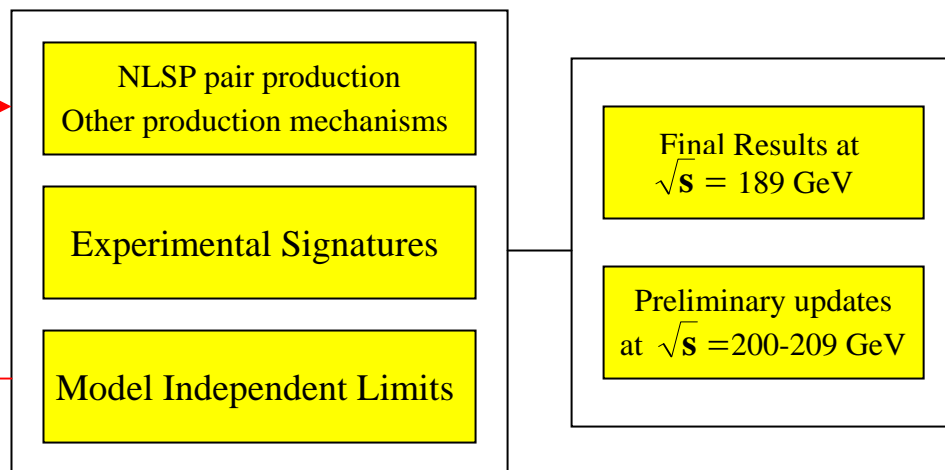 NLSP pair production
Other production mechanisms
Experimental Signatures
Model Independent Limits
Final Results at
√s = 189 GeV
Preliminary updates
at √s =200-209 GeV